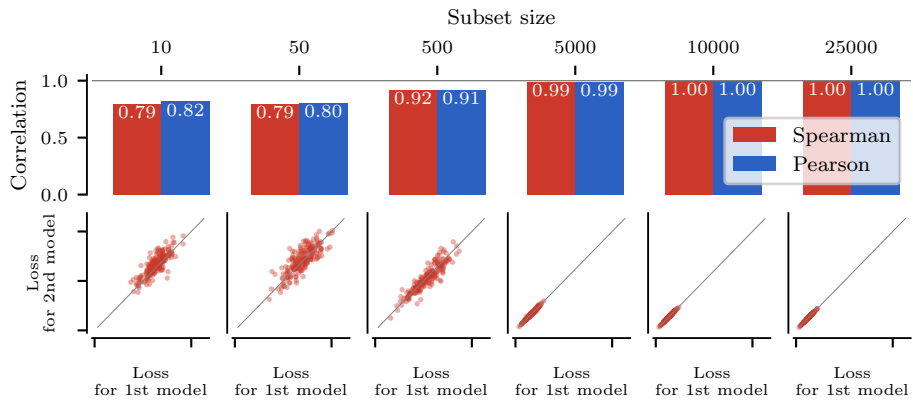 Subset size
10 50 500 5000 10000 25000
Correlation
1.0
0.5
0.0
0.79 0.82 0.79 0.80 0.92 0.91 0.99 0.99 1.00 1.00 1.00 1.00
Spearman
Pearson
Loss
for 2nd model
Loss
for 1st model
Loss
for 1st model
Loss
for 1st model
Loss
for 1st model
Loss
for 1st model
Loss
for 1st model